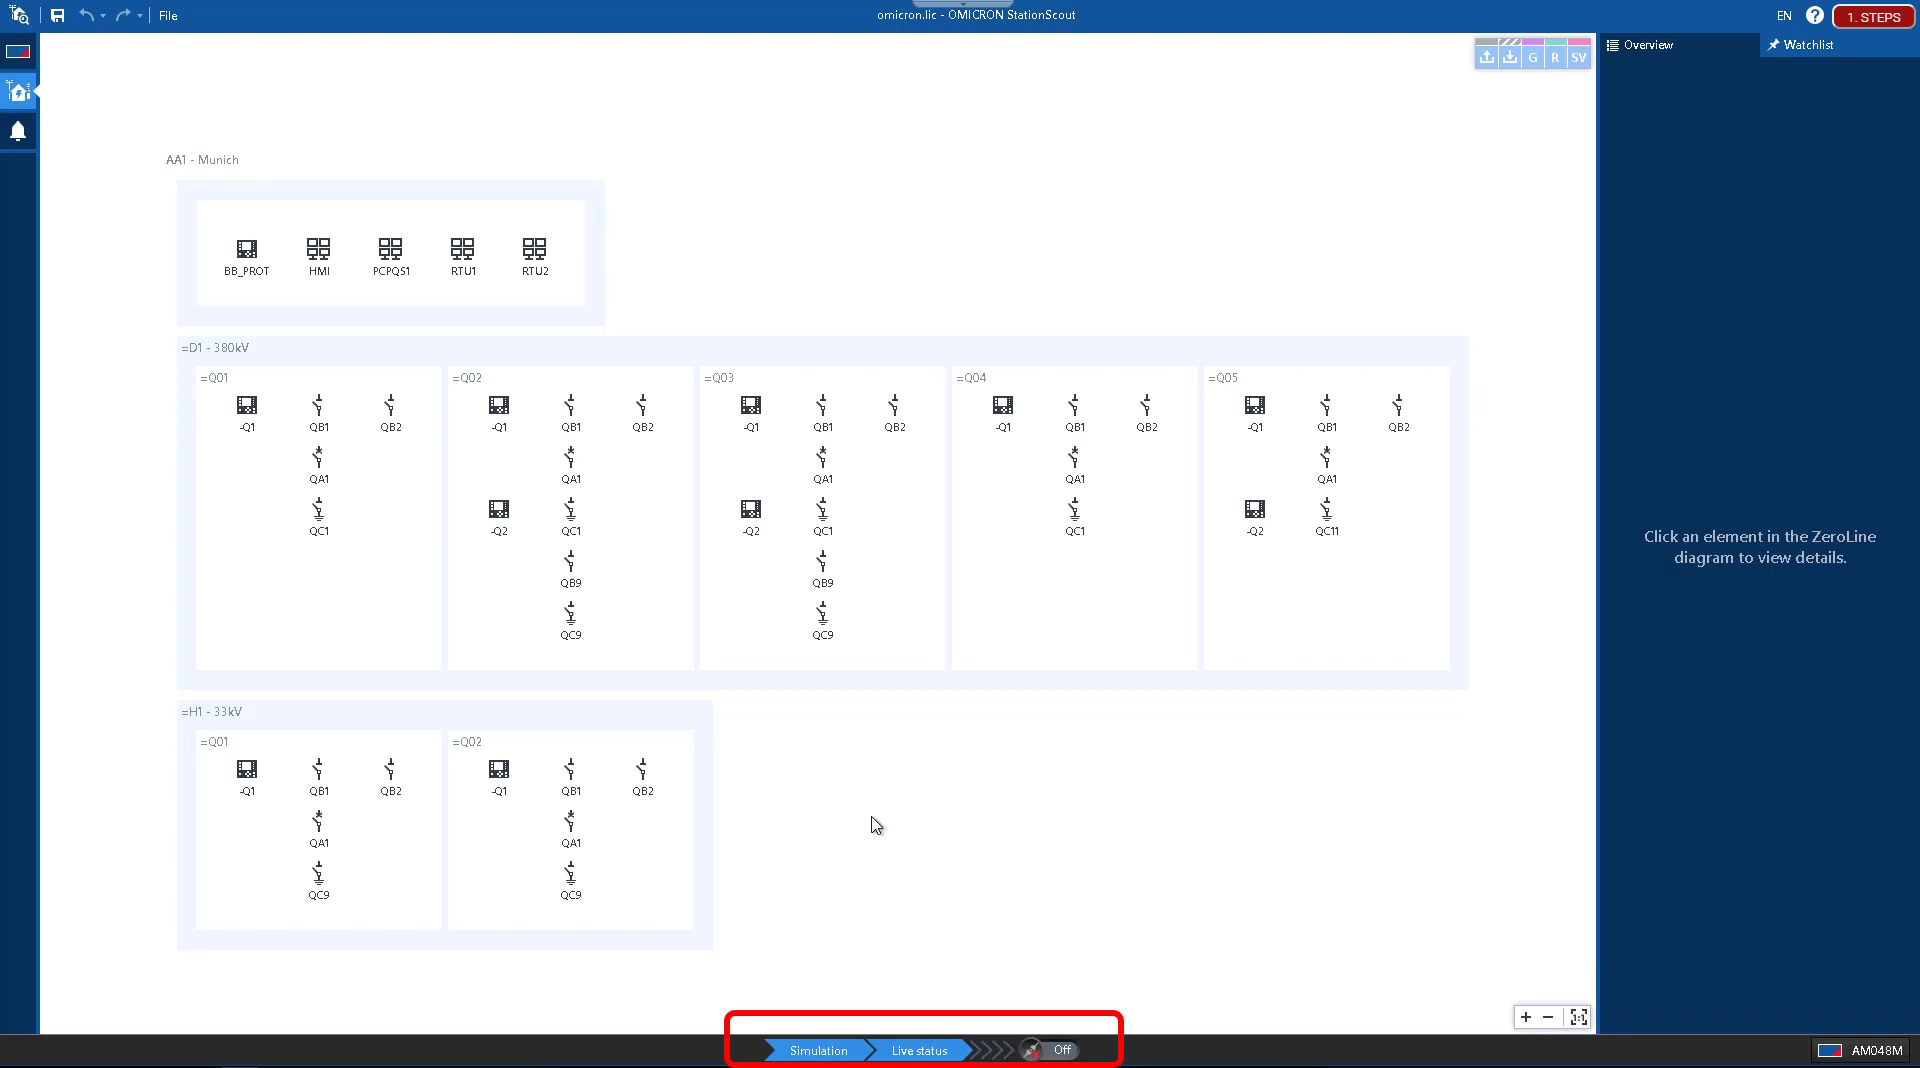 File
omicron.lic - OMICRON StationScout
EN
?
1. STEPS
G R SV
Overview
Watchlist
AA1 - Munich
BB_PROT HMI PCPQS1 RTU1 RTU2
=D1 - 380kV
=Q01 =Q02 =Q03 =Q04 =Q05
-Q1 QB1 QB2 -Q1 QB1 QB2 -Q1 QB1 QB2 -Q1 QB1 QB2 -Q1 QB1 QB2
QA1 QA1 QA1 QA1 QA1
QC1 -Q2 QC1 -Q2 QC1 QC1 -Q2 QC11
QB9 QB9
QC9 QC9
Click an element in the ZeroLine
diagram to view details.
=H1 - 33kV
=Q01 =Q02
-Q1 QB1 QB2 -Q1 QB1 QB2
QA1 QA1
QC9 QC9
+ − 1:1
Simulation Live status Off
AM048M